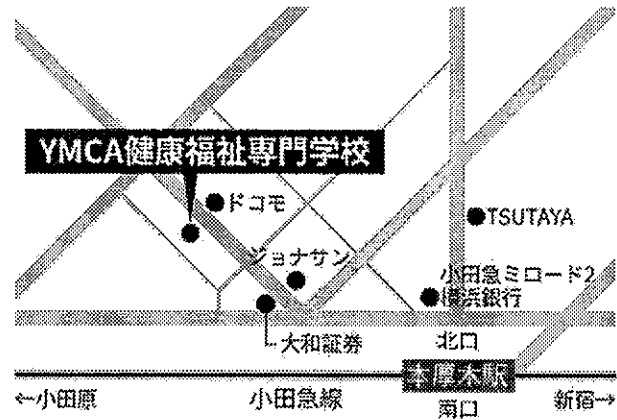 YMCA健康福祉専門学校
ドコモ
TSUTAYA
ジョナサン
小田急ミロード2
横浜銀行
大和証券
北口
本厚木駅
←小田原
小田急線
南口
新宿→